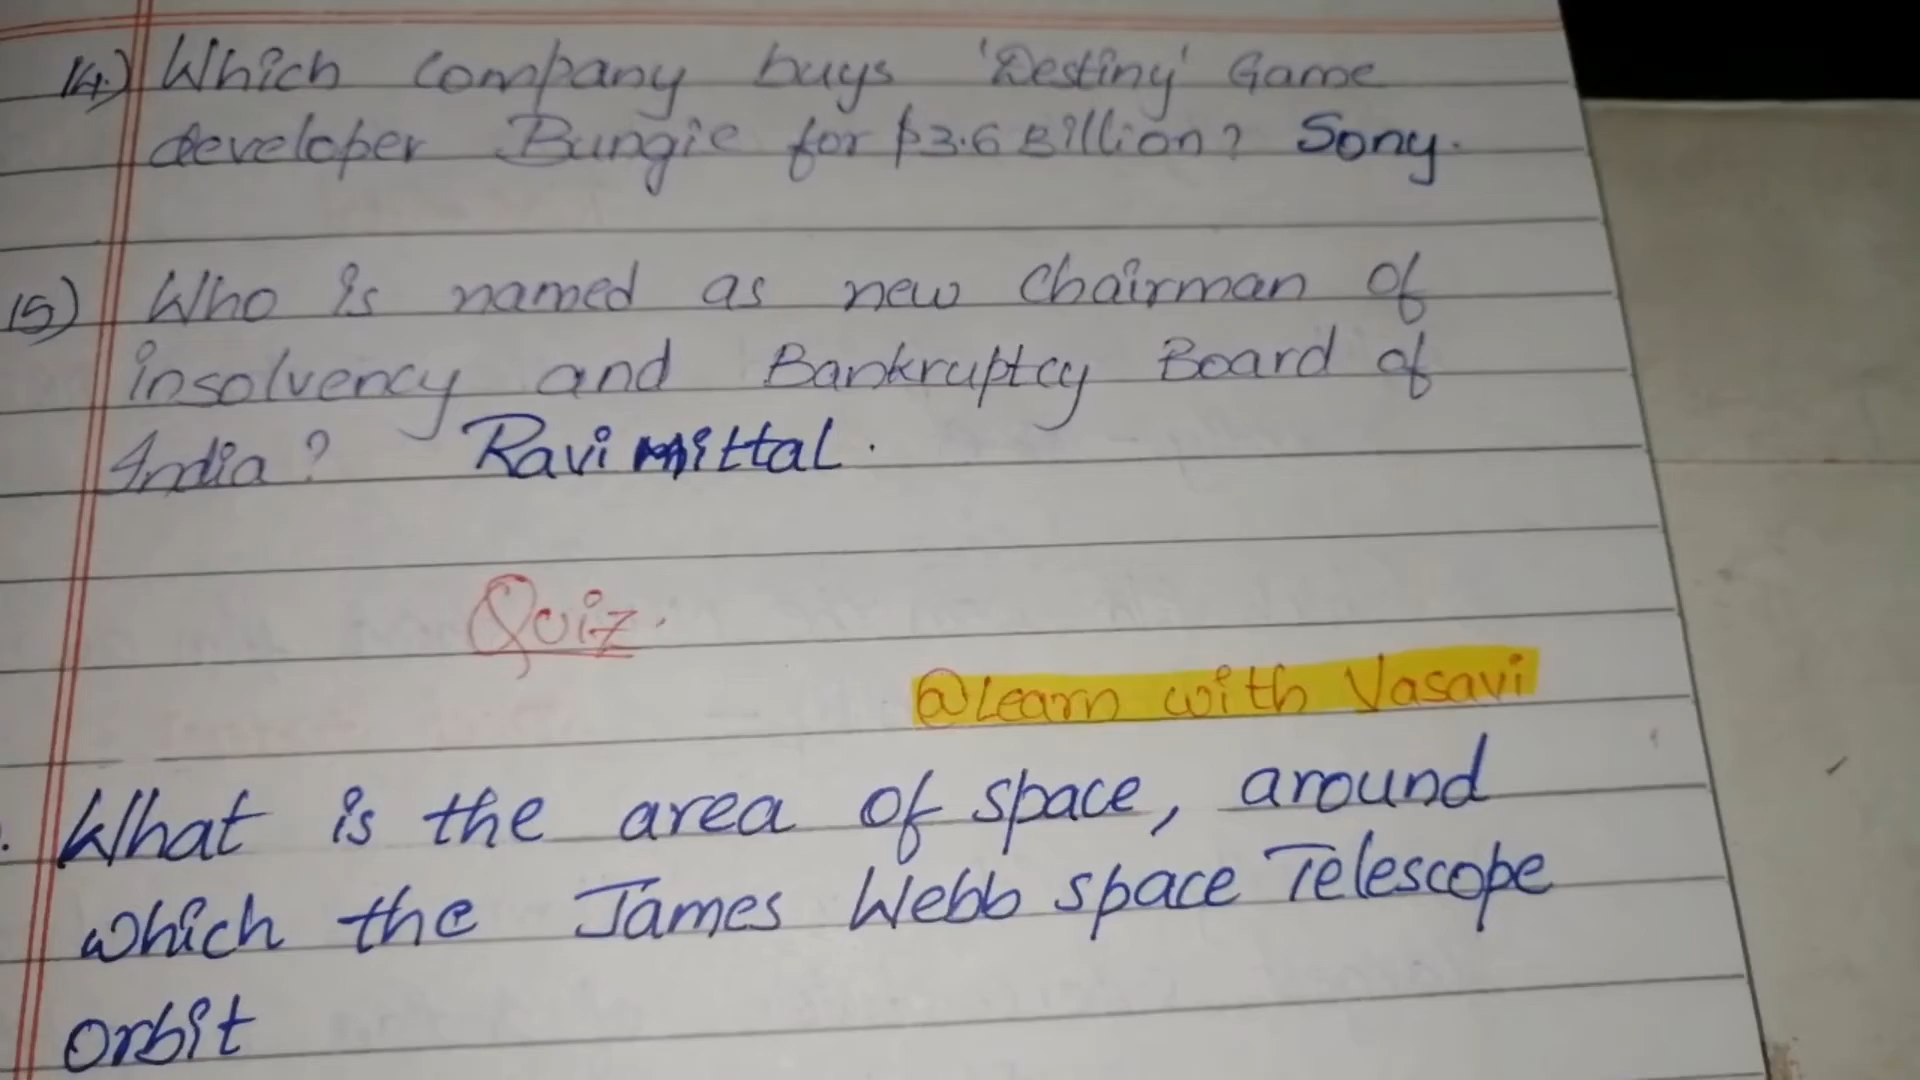 14.) Which Company buys 'Destiny' Game
developer Bungie for $3.6 Billion? Sony.
15) Who is named as new Chairman of
insolvency and Bankruptcy Board of
India? Ravi mittal.
Quiz.
@Learn with Vasavi
. What is the area of space, around
which the James Webb space Telescope
orbit